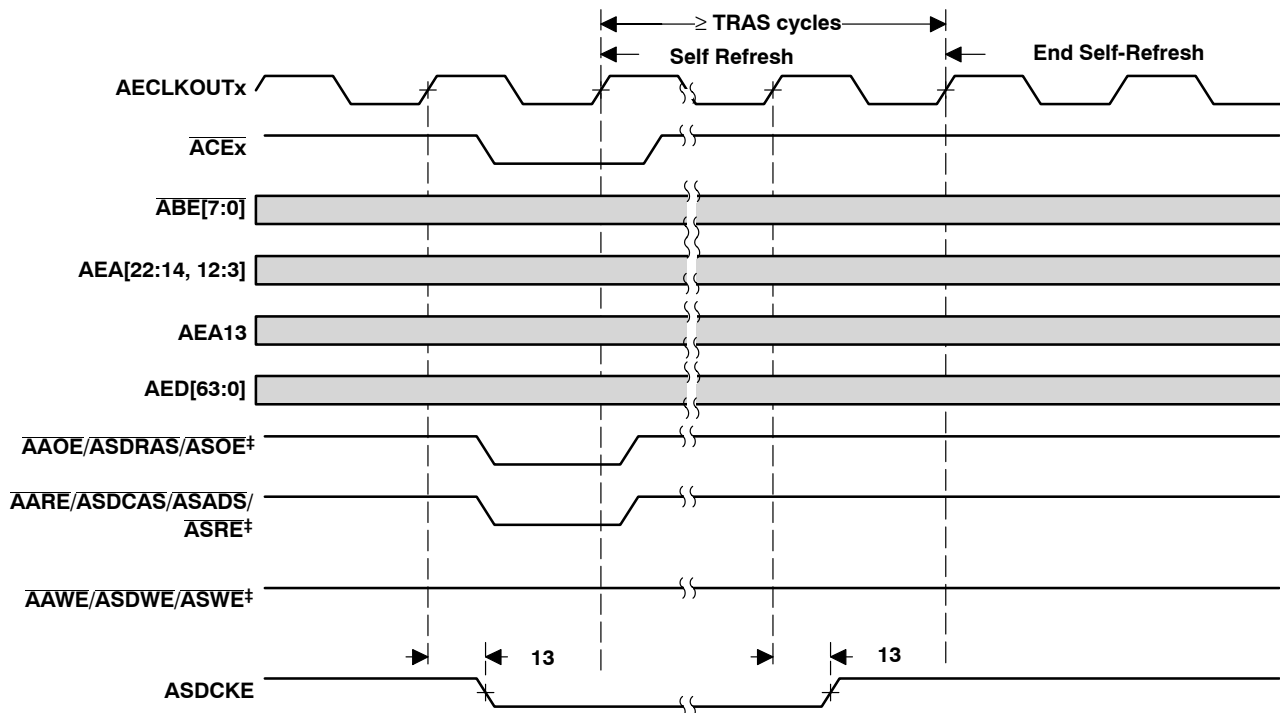 ≥ TRAS cycles
Self Refresh
End Self-Refresh
AECLKOUTx
ACEx
ABE[7:0]
AEA[22:14, 12:3]
AEA13
AED[63:0]
AAOE/ASDRAS/ASOE‡
AARE/ASDCAS/ASADS/
ASRE‡
AAWE/ASDWE/ASWE‡
13
13
ASDCKE